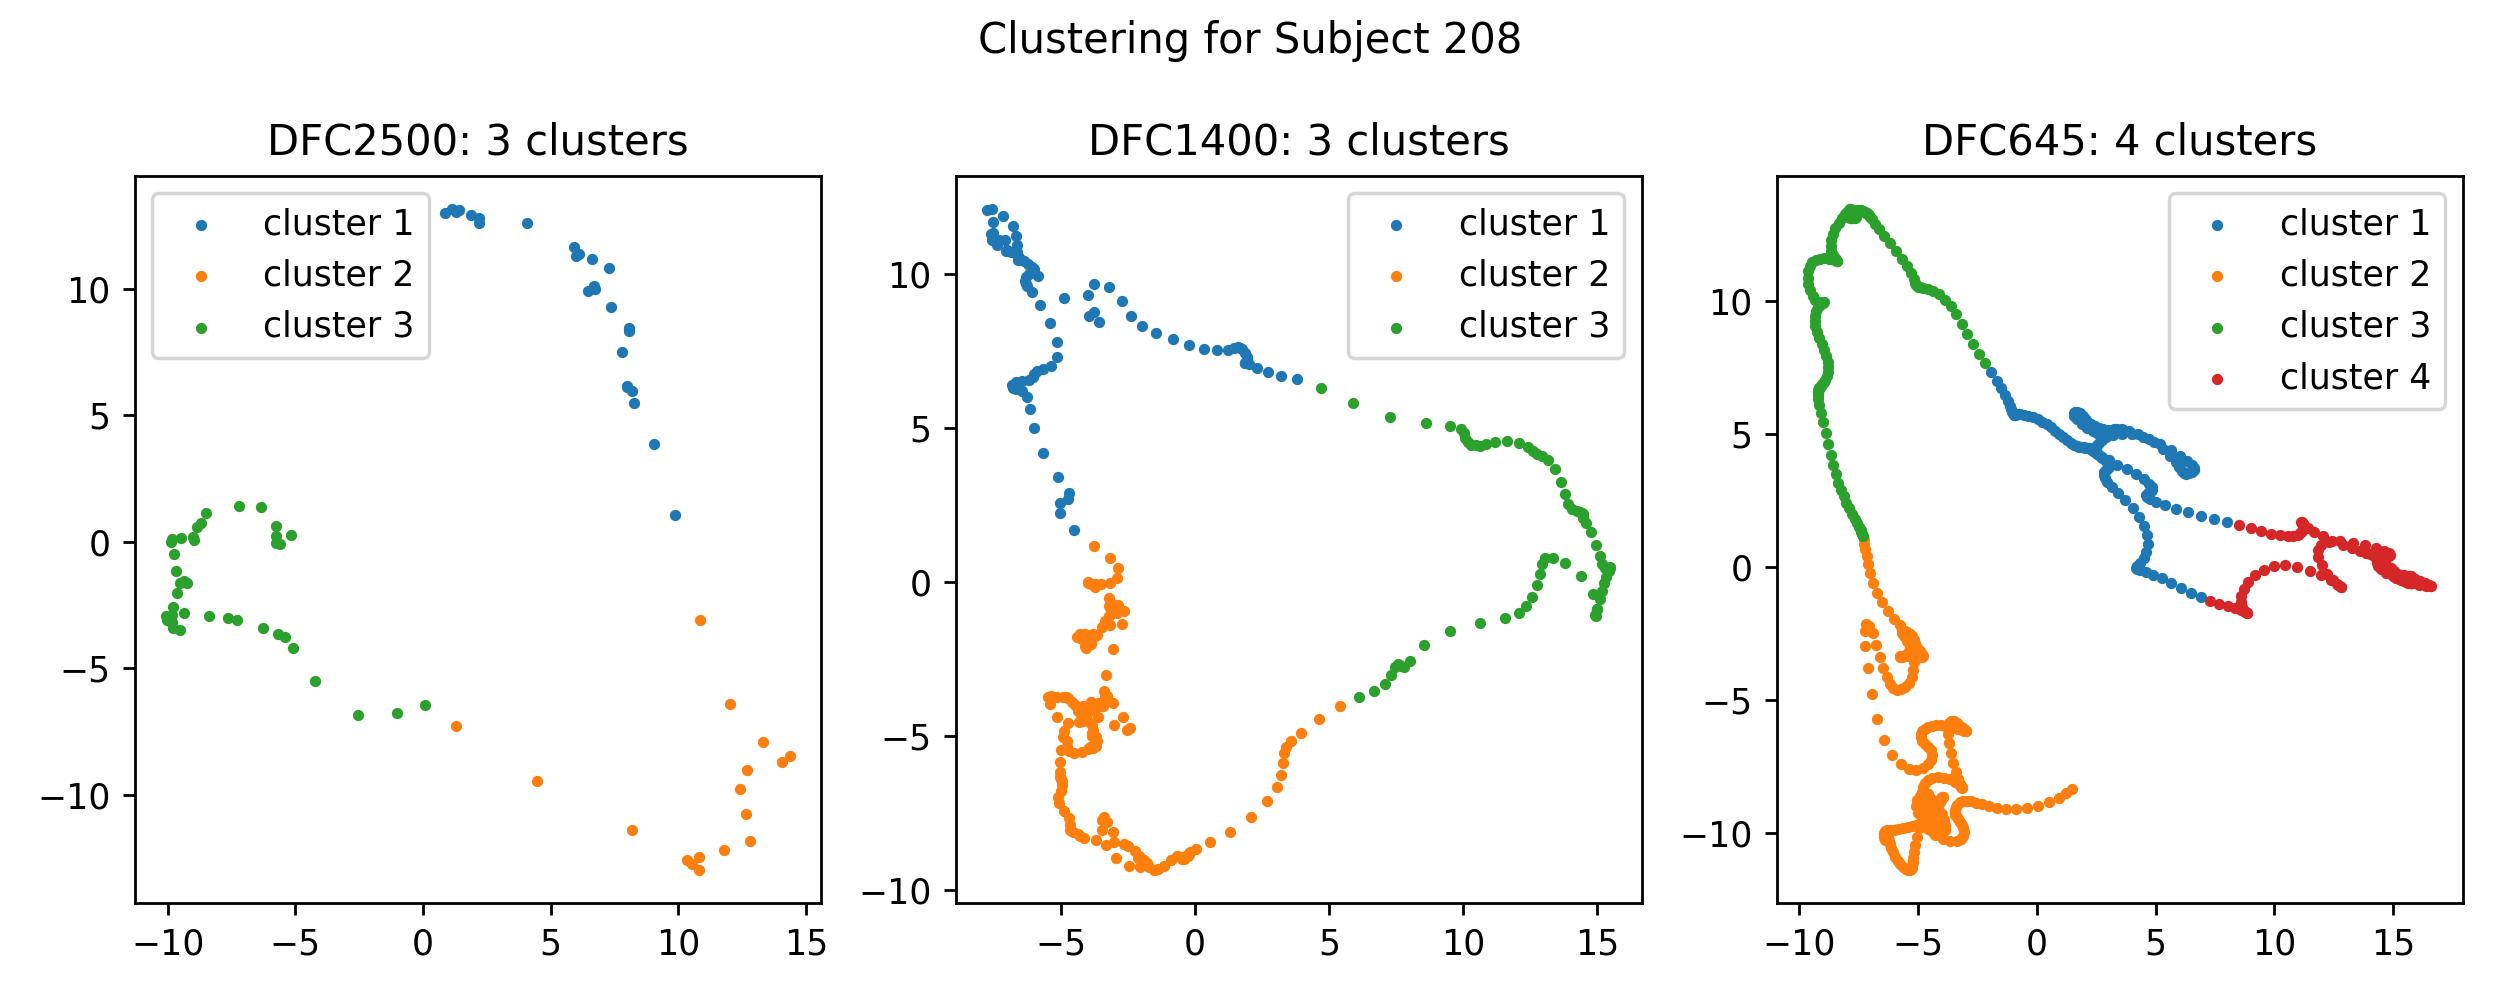 Clustering for Subject 208
DFC2500: 3 clusters
cluster 1
cluster 2
cluster 3
10
5
0
−5
−10
−10
−5
0
5
10
15
DFC1400: 3 clusters
cluster 1
cluster 2
cluster 3
10
5
0
−5
−10
−5
0
5
10
15
DFC645: 4 clusters
cluster 1
cluster 2
cluster 3
cluster 4
10
5
0
−5
−10
−10
−5
0
5
10
15